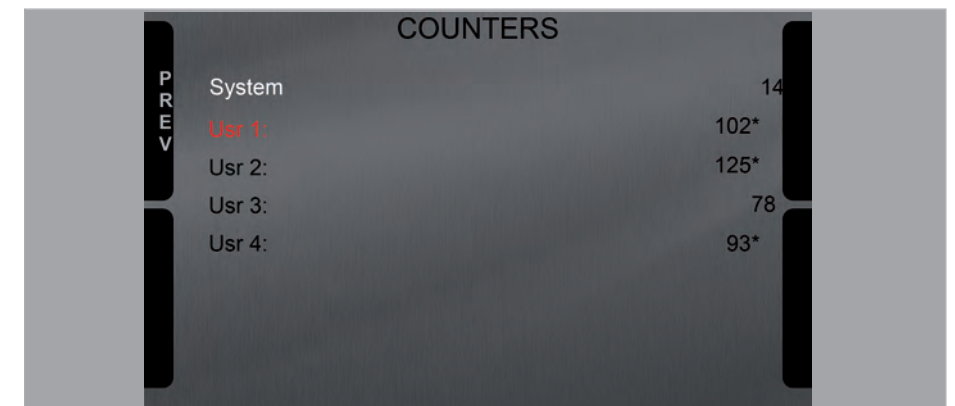 COUNTERS
PREV
System 14
Usr 1: 102*
Usr 2: 125*
Usr 3: 78
Usr 4: 93*